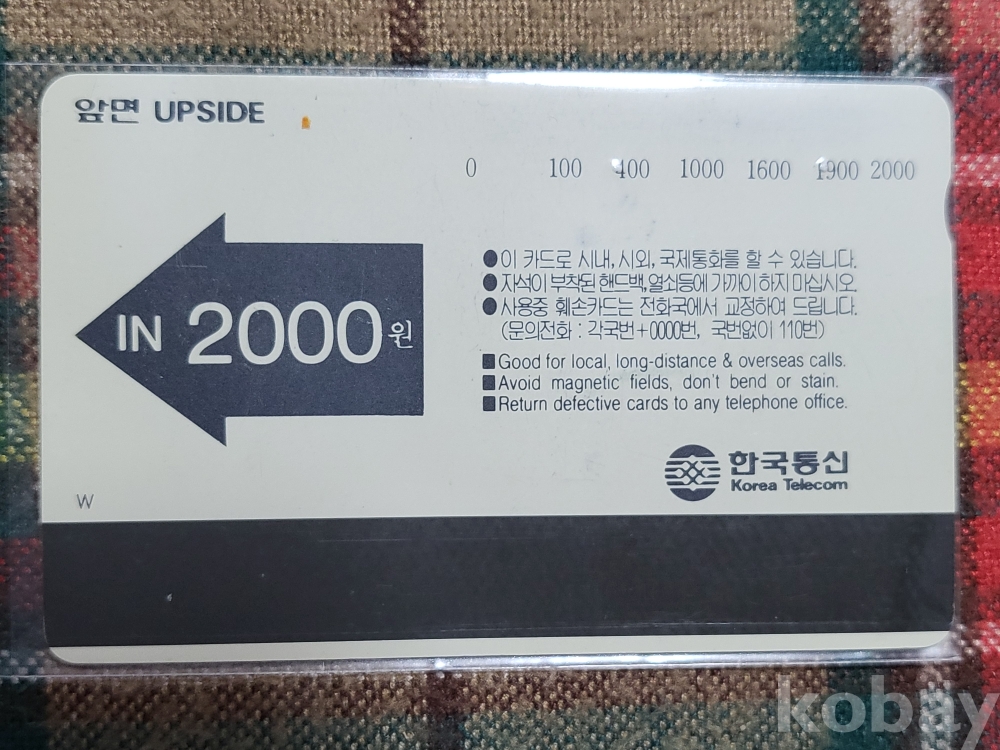 앞면 UPSIDE
0 100 400 1000 1600 1900 2000
IN 2000원
●이 카드로 시내, 시외, 국제통화를 할 수 있습니다.
●자석이 부착된 핸드백, 열쇠등에 가까이 하지 마십시오
●사용중 훼손카드는 전화국에서 교정하여 드립니다.
(문의전화 : 각국번+0000번, 국번없이 110번)
■Good for local, long-distance & overseas calls.
■Avoid magnetic fields, don't bend or stain.
■Return defective cards to any telephone office.
한국통신
Korea Telecom
W
kobay